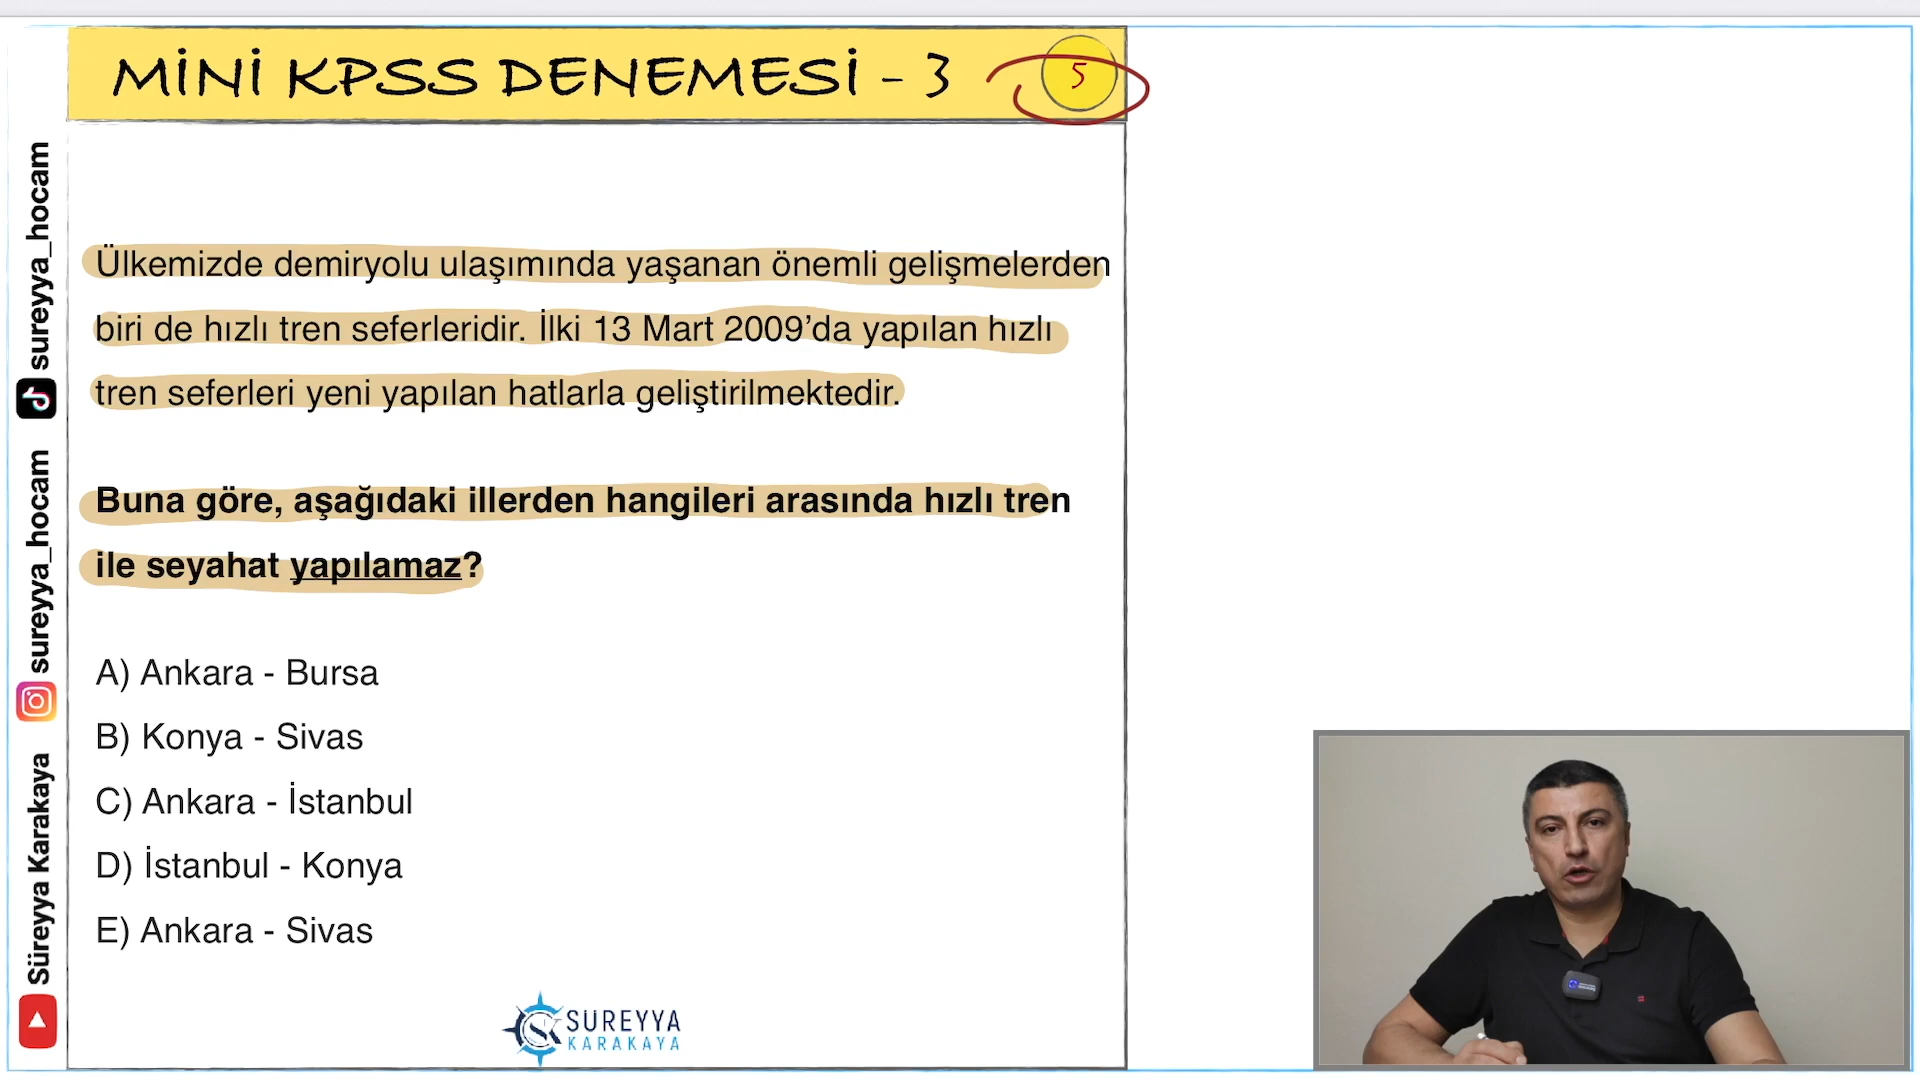 MİNİ KPSS DENEMESİ - 3
5
Ülkemizde demiryolu ulaşımında yaşanan önemli gelişmelerden
biri de hızlı tren seferleridir. İlki 13 Mart 2009’da yapılan hızlı
tren seferleri yeni yapılan hatlarla geliştirilmektedir.
Buna göre, aşağıdaki illerden hangileri arasında hızlı tren
ile seyahat yapılamaz?
A) Ankara - Bursa
B) Konya - Sivas
C) Ankara - İstanbul
D) İstanbul - Konya
E) Ankara - Sivas
SUREYYA
KARAKAYA
Süreyya Karakaya
sureyya_hocam
sureyya_hocam